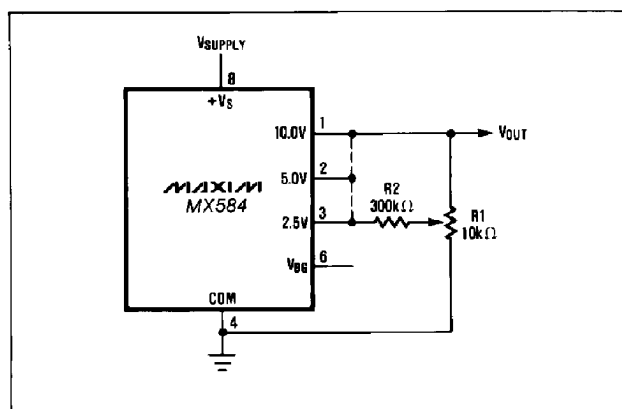 VSUPPLY
8
+VS
10.0V
1
VOUT
5.0V
2
MAXIM
MX584
R2
300kΩ
2.5V
3
R1
10kΩ
VBG
6
COM
4